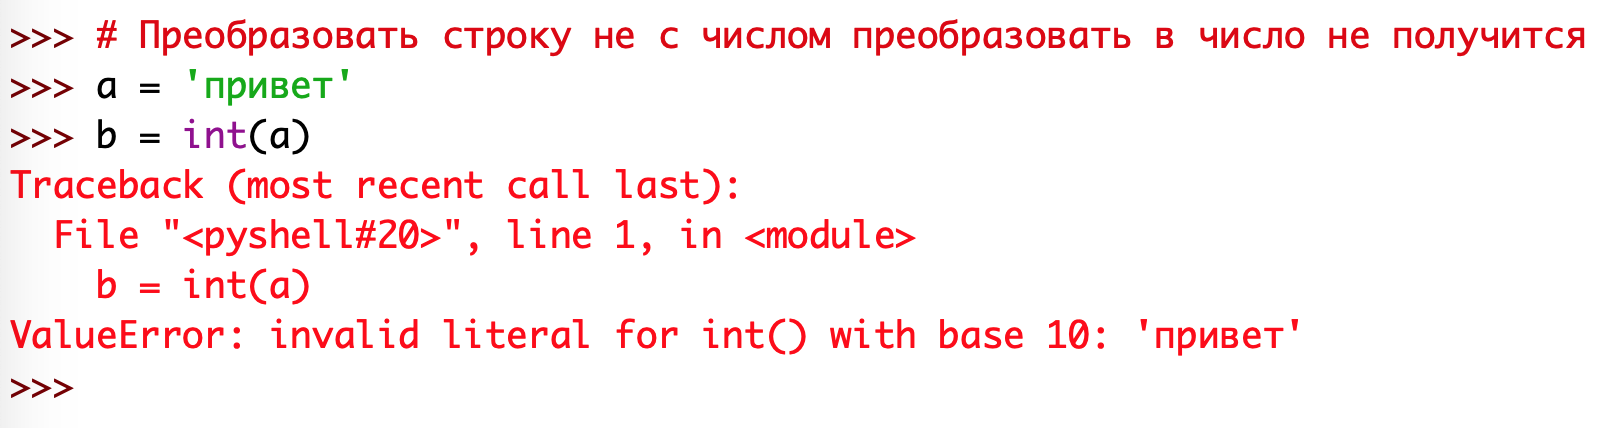 >>> # Преобразовать строку не с числом преобразовать в число не получится
>>> a = 'привет'
>>> b = int(a)
Traceback (most recent call last):
  File "<pyshell#20>", line 1, in <module>
    b = int(a)
ValueError: invalid literal for int() with base 10: 'привет'
>>>